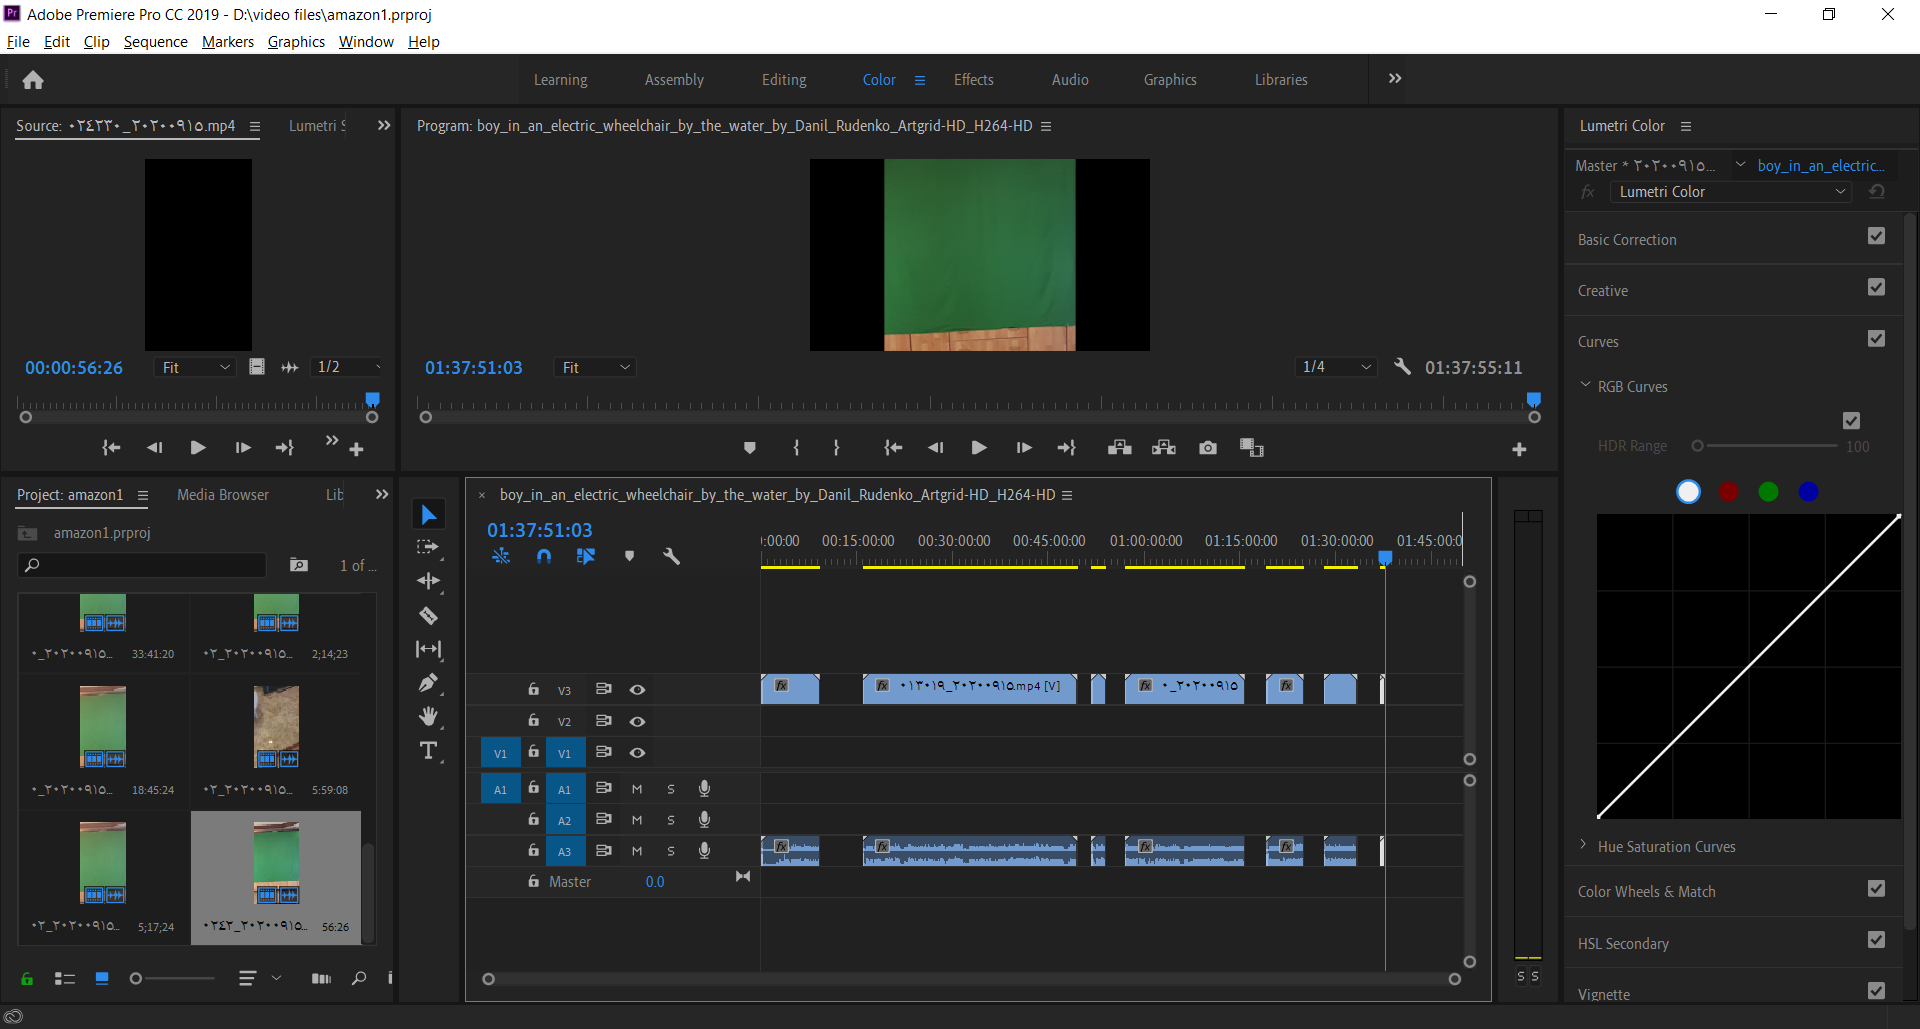 Adobe Premiere Pro CC 2019 - D:\video files\amazon1.prproj
File Edit Clip Sequence Markers Graphics Window Help
Learning Assembly Editing Color Effects Audio Graphics Libraries
Source: ٠٢٤٢٣٠_٢٠٢٠٠٩١٥.mp4 Lumetri S
Program: boy_in_an_electric_wheelchair_by_the_water_by_Danil_Rudenko_Artgrid-HD_H264-HD
Lumetri Color
Master * ٢٠٢٠٠٩١٥... boy_in_an_electric...
fx Lumetri Color
Basic Correction
Creative
Curves
RGB Curves
HDR Range 100
Hue Saturation Curves
Color Wheels & Match
HSL Secondary
Vignette
00:00:56:26 Fit 1/2
01:37:51:03 Fit 1/4 01:37:55:11
Project: amazon1 Media Browser Lib
amazon1.prproj
1 of ...
٠_٢٠٢٠٠٩١٥... 33:41:20
٠٢_٢٠٢٠٠٩١٥... 2;14;23
٠_٢٠٢٠٠٩١٥... 18:45:24
٠٢_٢٠٢٠٠٩١٥... 5:59:08
٠٢_٢٠٢٠٠٩١٥... 5;17;24
٠٢٤٢_٢٠٢٠٠٩١٥... 56:26
boy_in_an_electric_wheelchair_by_the_water_by_Danil_Rudenko_Artgrid-HD_H264-HD
01:37:51:03
:00:00 00:15:00:00 00:30:00:00 00:45:00:00 01:00:00:00 01:15:00:00 01:30:00:00 01:45:00:0
V3 fx fx ٠١٣٠١٩_٢٠٢٠٠٩١٥.mp4 [V] fx ٠_٢٠٢٠٠٩١٥ fx
V2
V1 V1
A1 A1 M S
A2 M S
A3 M S fx fx fx fx
Master 0.0
S S